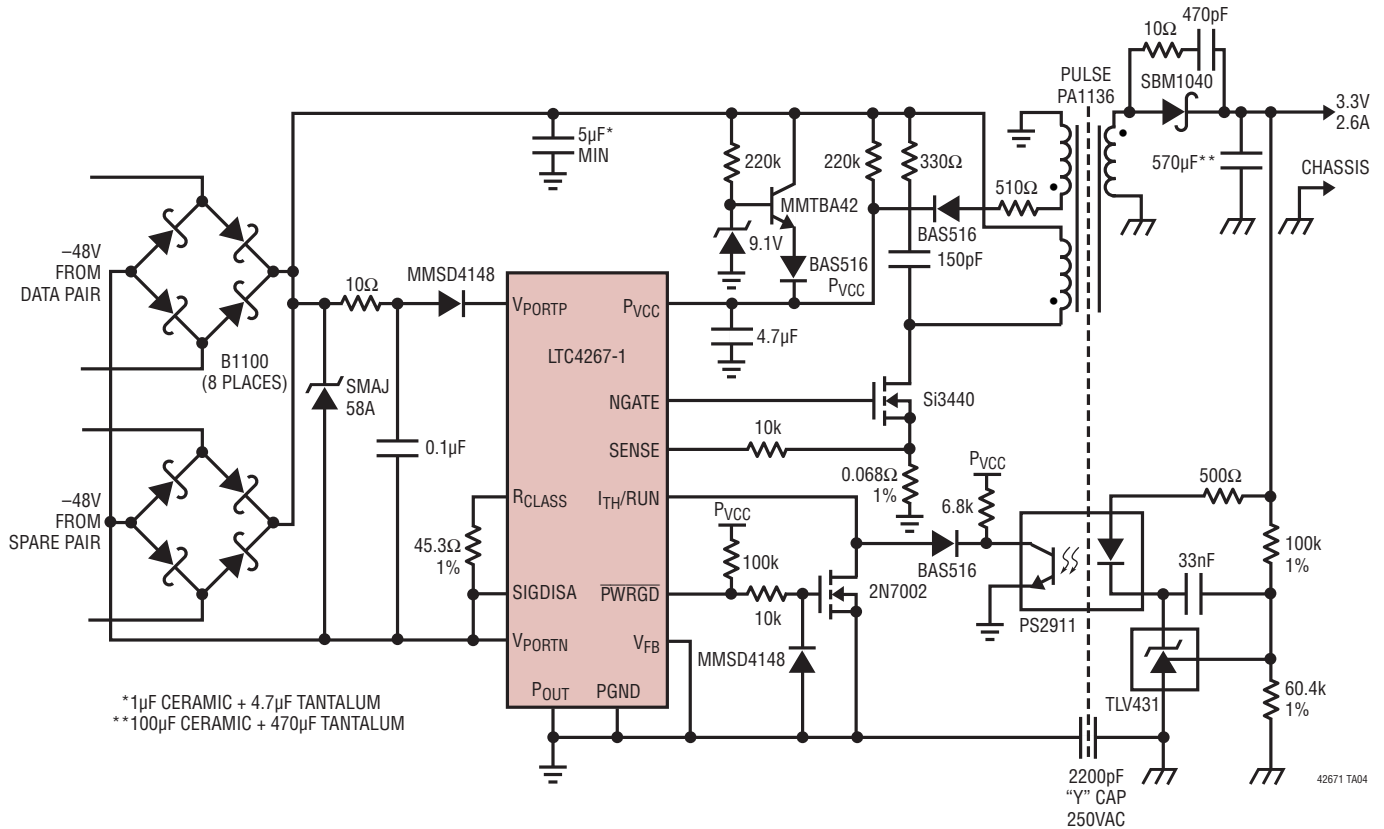 470pF
10Ω
PULSE
PA1136
SBM1040
3.3V
2.6A
5µF*
MIN
220k
220k
330Ω
570µF**
CHASSIS
510Ω
MMTBA42
–48V
FROM
DATA PAIR
9.1V
BAS516
150pF
BAS516
PVCC
10Ω
MMSD4148
VPORTP
PVCC
4.7µF
LTC4267-1
B1100
(8 PLACES)
SMAJ
58A
NGATE
Si3440
10k
0.1µF
SENSE
0.068Ω
1%
PVCC
500Ω
–48V
FROM
SPARE PAIR
RCLASS
ITH/RUN
6.8k
PVCC
45.3Ω
1%
100k
BAS516
33nF
100k
1%
SIGDISA
PWRGD
10k
2N7002
PS2911
VPORTN
VFB
MMSD4148
TLV431
60.4k
1%
POUT
PGND
*1µF CERAMIC + 4.7µF TANTALUM
**100µF CERAMIC + 470µF TANTALUM
2200pF
“Y” CAP
250VAC
42671 TA04